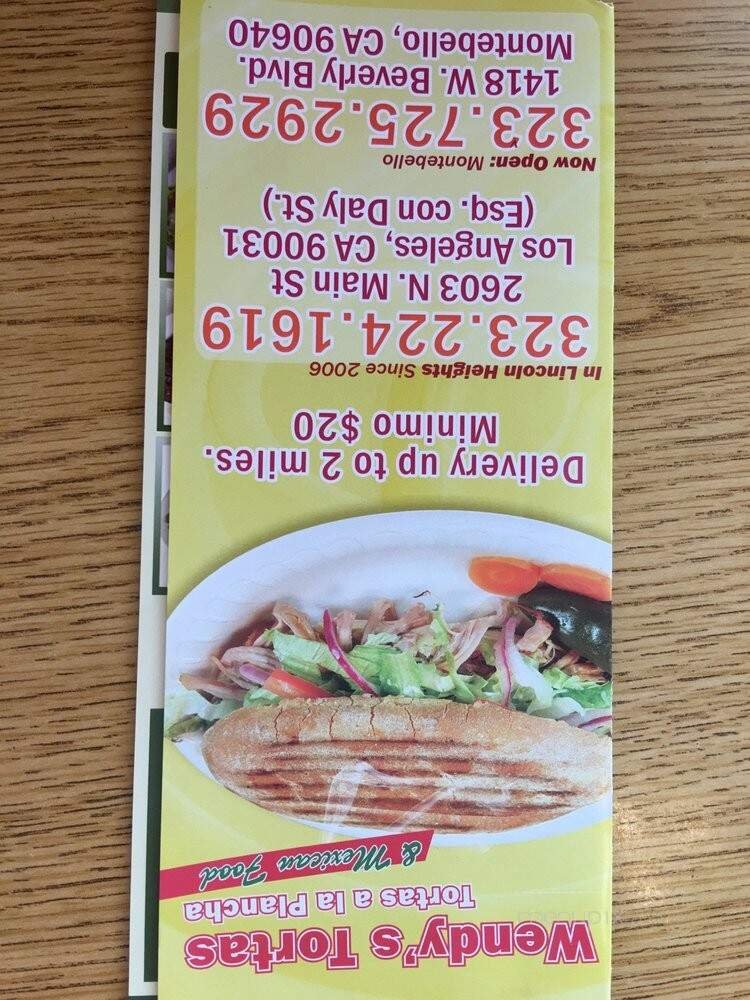 Wendy's Tortas
Tortas a la Plancha
& Mexican Food
Delivery up to 2 miles.
Minimo $20
In Lincoln Heights Since 2006
323.224.1619
2603 N. Main St
Los Angeles, CA 90031
(Esq. con Daly St.)
Now Open: Montebello
323.725.2929
1418 W. Beverly Blvd.
Montebello, CA 90640